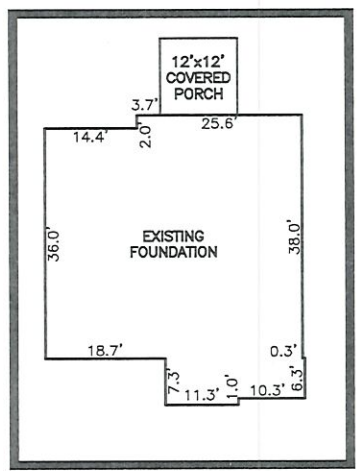 12'x12'
COVERED
PORCH
3.7'
25.6'
14.4'
2.0'
36.0'
EXISTING
FOUNDATION
38.0'
18.7'
0.3'
7.3'
11.3'
1.0'
10.3'
6.3'